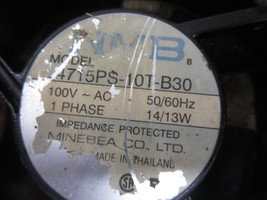 NMB
B
MODEL
4715PS-10T-B30
100V ~ AC 50/60Hz
1 PHASE 14/13W
IMPEDANCE PROTECTED
MINEBEA CO., LTD.
MADE IN THAILAND